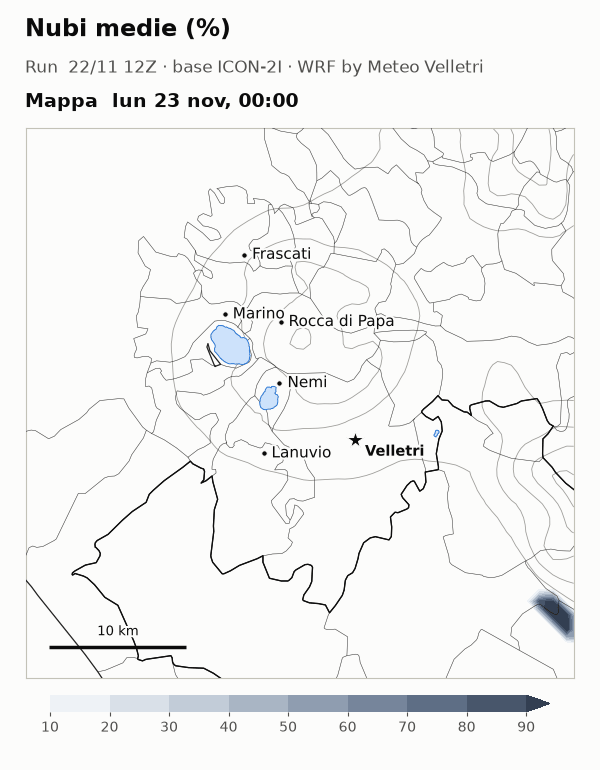 Nubi medie (%)
Run 22/11 12Z · base ICON-2I · WRF by Meteo Velletri
Mappa lun 23 nov, 00:00
Frascati
Marino
Rocca di Papa
Nemi
Velletri
Lanuvio
10 km
10 20 30 40 50 60 70 80 90